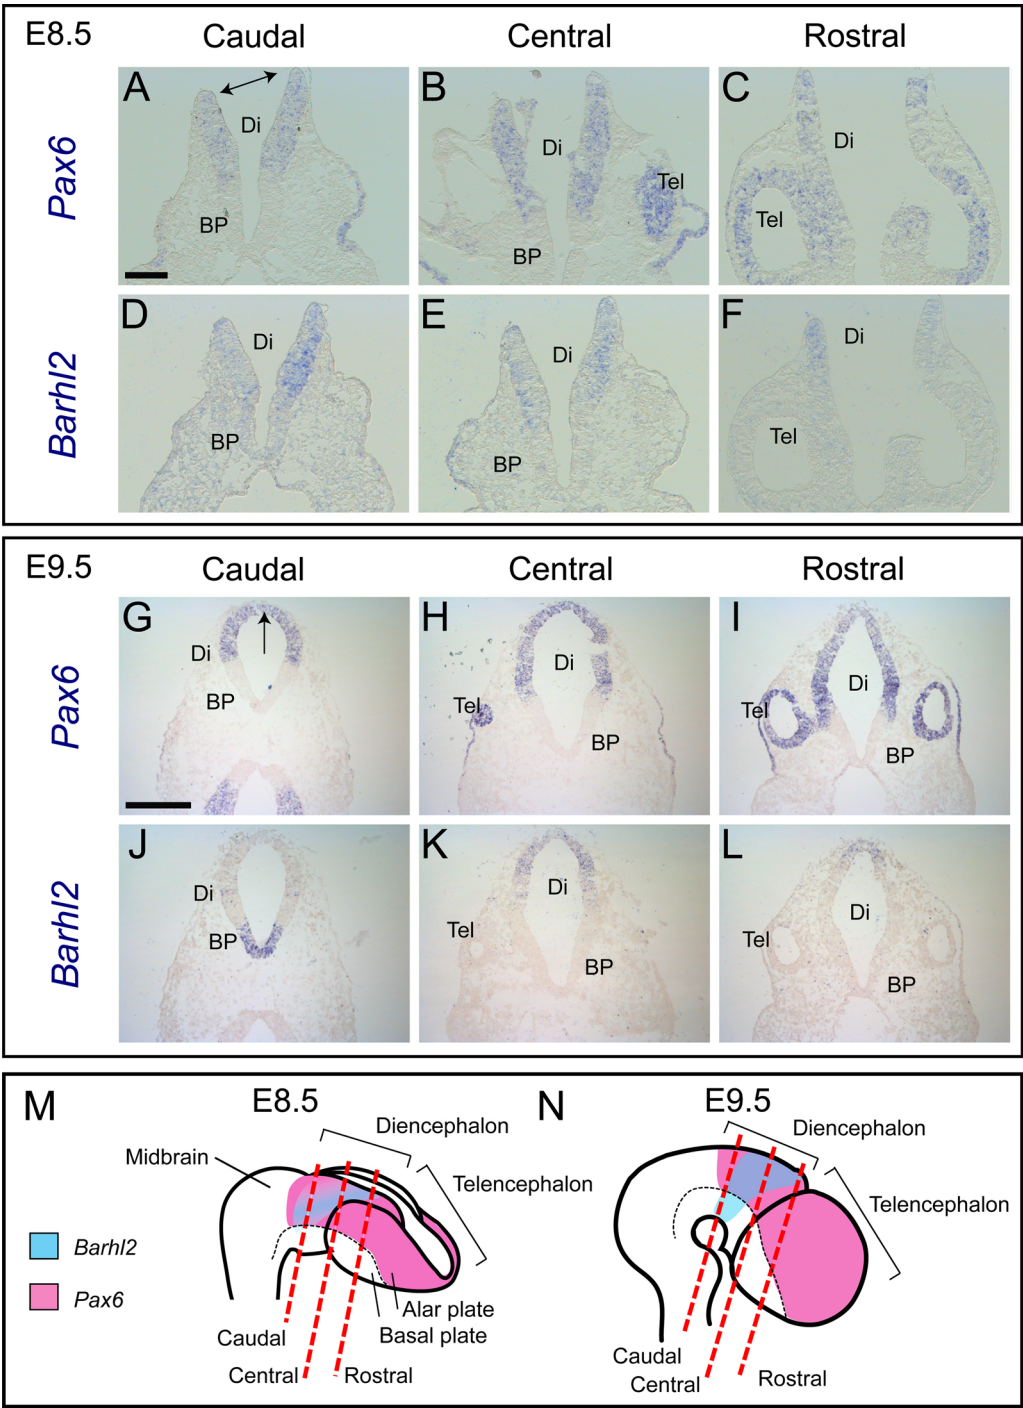 E8.5 Caudal Central Rostral
Pax6
A Di BP
B Di Tel BP
C Di Tel
Barhl2
D Di BP
E Di BP
F Di Tel
E9.5 Caudal Central Rostral
Pax6
G Di BP
H Di Tel BP
I Di Tel BP
Barhl2
J Di BP
K Di Tel BP
L Di Tel BP
M E8.5
Diencephalon
Midbrain
Telencephalon
Barhl2
Pax6
Alar plate
Basal plate
Caudal
Central Rostral
N E9.5
Diencephalon
Telencephalon
Caudal
Central Rostral